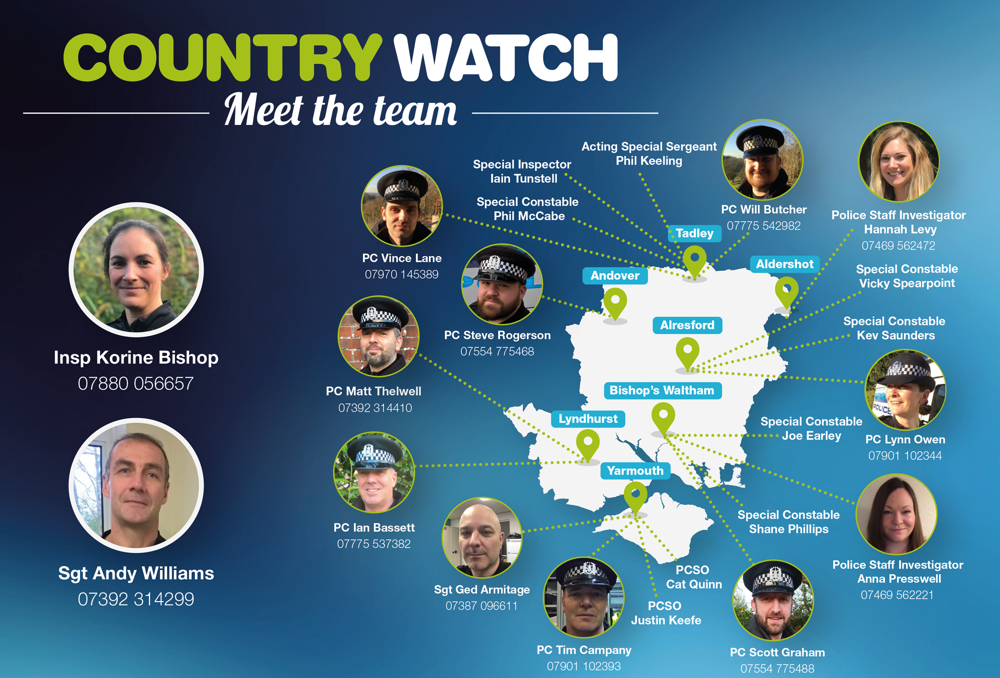 COUNTRY WATCH
Meet the team
Insp Korine Bishop
07880 056657
Sgt Andy Williams
07392 314299
PC Vince Lane
07970 145389
Special Inspector
Iain Tunstell
Special Constable
Phil McCabe
Acting Special Sergeant
Phil Keeling
PC Will Butcher
07775 542982
Police Staff Investigator
Hannah Levy
07469 562472
Special Constable
Vicky Spearpoint
Special Constable
Kev Saunders
PC Steve Rogerson
07554 775468
PC Matt Thelwell
07392 314410
PC Ian Bassett
07775 537382
Tadley
Aldershot
Andover
Alresford
Bishop's Waltham
Lyndhurst
Yarmouth
POLICE
PC Lynn Owen
07901 102344
Special Constable
Joe Earley
Special Constable
Shane Phillips
Police Staff Investigator
Anna Presswell
07469 562221
Sgt Ged Armitage
07387 096611
PC Tim Campany
07901 102393
PCSO
Cat Quinn
PCSO
Justin Keefe
PC Scott Graham
07554 775488